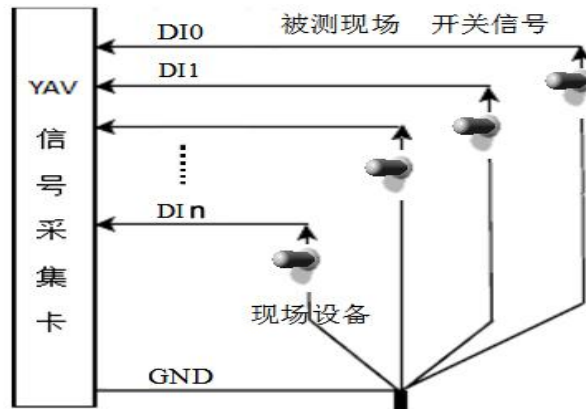 DI0 被测现场 开关信号
DI1
YAV
信
号
采
集
卡
DIn
现场设备
GND